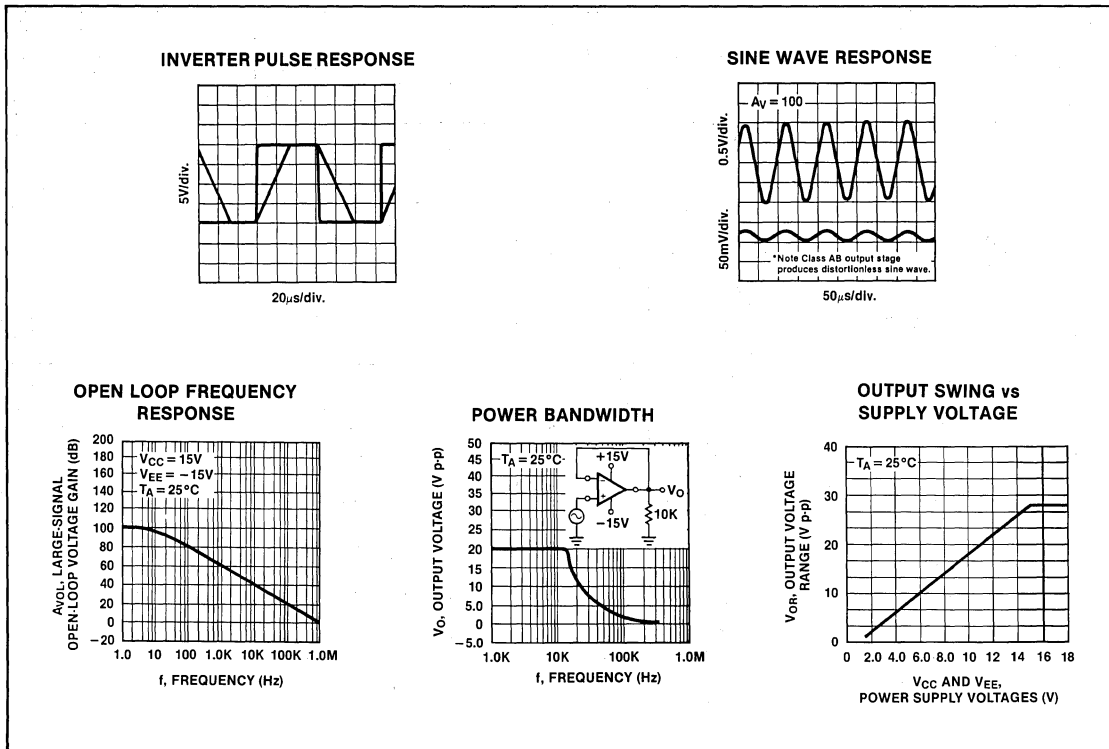 INVERTER PULSE RESPONSE
5V/div.
20μs/div.
SINE WAVE RESPONSE
AV = 100
0.5V/div.
50mV/div.
*Note Class AB output stage
produces distortionless sine wave.
50μs/div.
OPEN LOOP FREQUENCY
RESPONSE
AVOL, LARGE-SIGNAL
OPEN-LOOP VOLTAGE GAIN (dB)
200
180
160
140
120
100
80
60
40
20
0
−20
VCC = 15V
VEE = −15V
TA = 25°C
1.0 10 100 1.0K 10K 100K 1.0M
f, FREQUENCY (Hz)
POWER BANDWIDTH
VO, OUTPUT VOLTAGE (V p-p)
50
45
40
35
30
25
20
15
10
5.0
0
−5.0
TA = 25°C
+15V
−
+
VO
−15V
10K
1.0K 10K 100K 1.0M
f, FREQUENCY (Hz)
OUTPUT SWING vs
SUPPLY VOLTAGE
VOR, OUTPUT VOLTAGE
RANGE (V p-p)
40
30
20
10
0
TA = 25°C
0 2.0 4.0 6.0 8.0 10 12 14 15 16 18
VCC AND VEE,
POWER SUPPLY VOLTAGES (V)